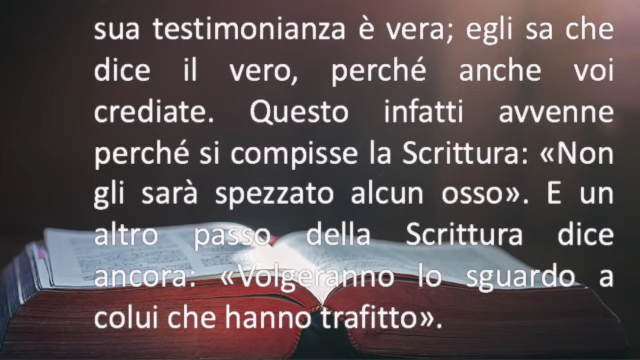 sua testimonianza è vera; egli sa che
dice il vero, perché anche voi
crediate. Questo infatti avvenne
perché si compisse la Scrittura: «Non
gli sarà spezzato alcun osso». E un
altro passo della Scrittura dice
ancora: «Volgeranno lo sguardo a
colui che hanno trafitto».